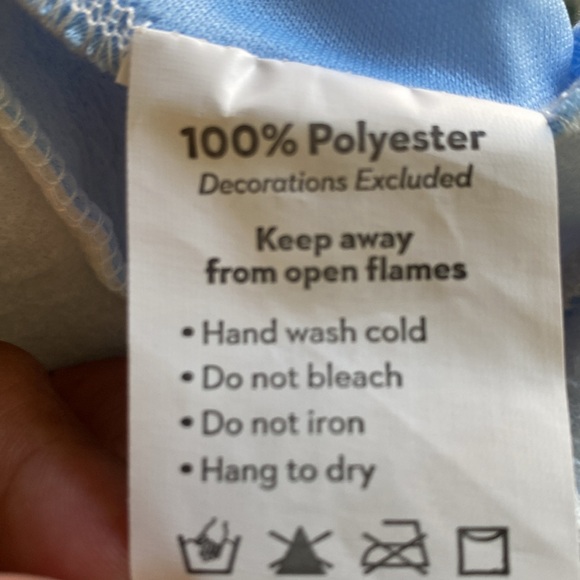 100% Polyester
Decorations Excluded
Keep away
from open flames
• Hand wash cold
• Do not bleach
• Do not iron
• Hang to dry